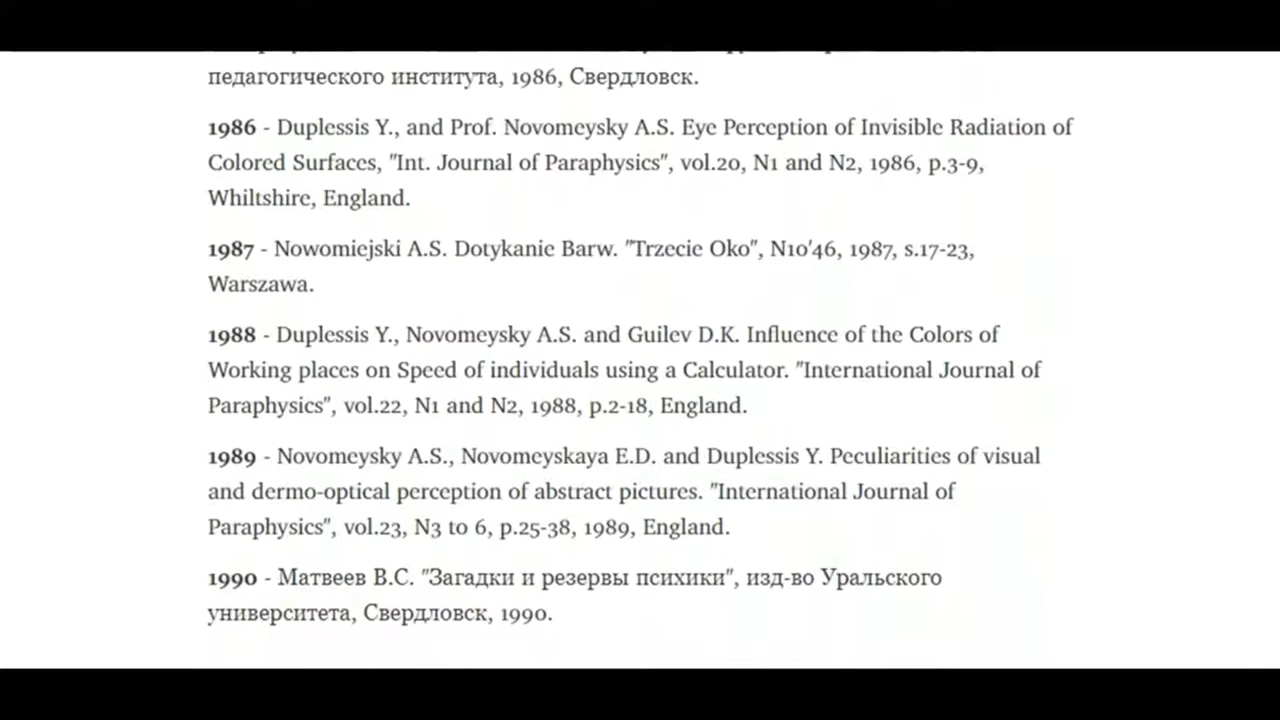 педагогического института, 1986, Свердловск.
1986 - Duplessis Y., and Prof. Novomeysky A.S. Eye Perception of Invisible Radiation of
Colored Surfaces, "Int. Journal of Paraphysics", vol.20, N1 and N2, 1986, p.3-9,
Whiltshire, England.
1987 - Nowomiejski A.S. Dotykanie Barw. "Trzecie Oko", N10'46, 1987, s.17-23,
Warszawa.
1988 - Duplessis Y., Novomeysky A.S. and Guilev D.K. Influence of the Colors of
Working places on Speed of individuals using a Calculator. "International Journal of
Paraphysics", vol.22, N1 and N2, 1988, p.2-18, England.
1989 - Novomeysky A.S., Novomeyskaya E.D. and Duplessis Y. Peculiarities of visual
and dermo-optical perception of abstract pictures. "International Journal of
Paraphysics", vol.23, N3 to 6, p.25-38, 1989, England.
1990 - Матвеев В.С. "Загадки и резервы психики", изд-во Уральского
университета, Свердловск, 1990.